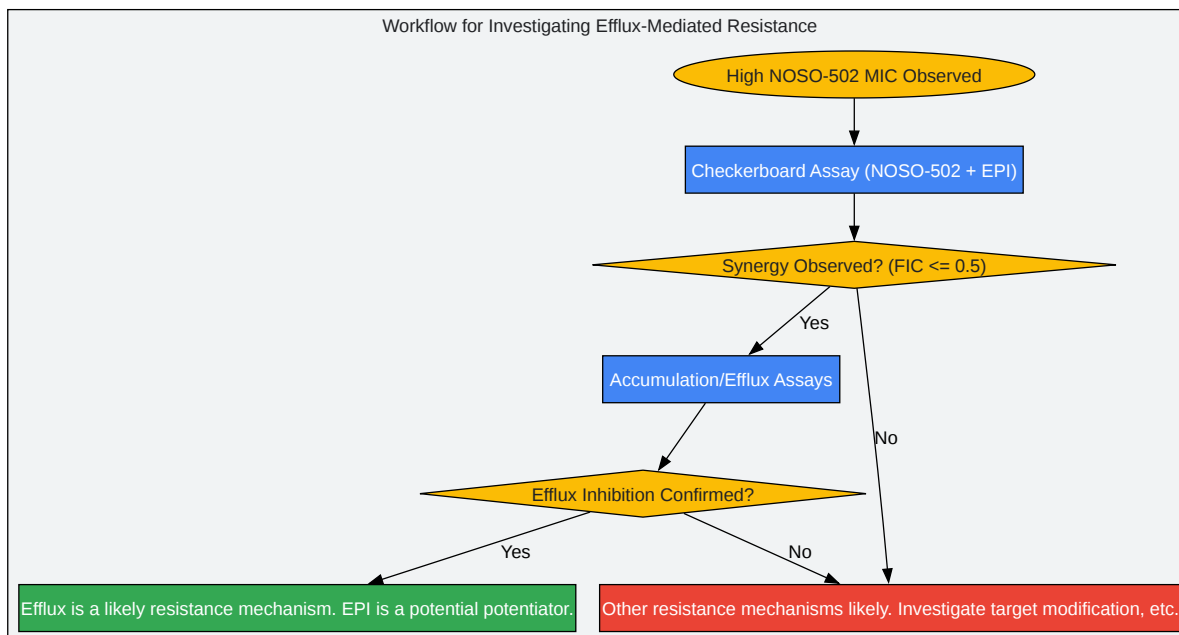 Workflow for Investigating Efflux-Mediated Resistance
High NOSO-502 MIC Observed
Checkerboard Assay (NOSO-502 + EPI)
Synergy Observed? (FIC <= 0.5)
Yes
Accumulation/Efflux Assays
No
Efflux Inhibition Confirmed?
Yes
No
Efflux is a likely resistance mechanism. EPI is a potential potentiator.
Other resistance mechanisms likely. Investigate target modification, etc.